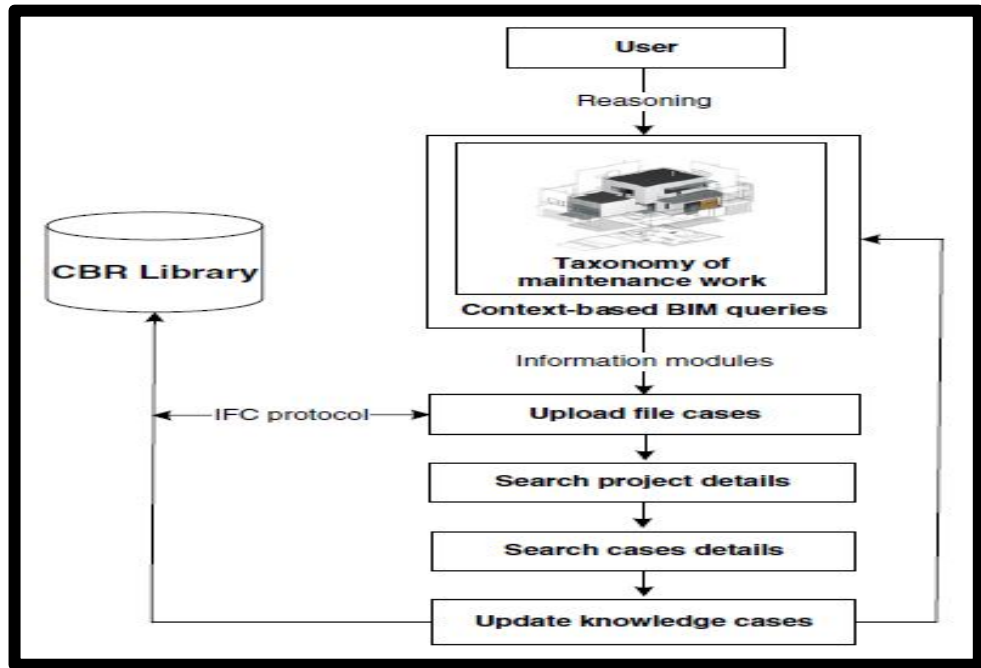 User
Reasoning
CBR Library
Taxonomy of
maintenance work
Context-based BIM queries
Information modules
IFC protocol
Upload file cases
Search project details
Search cases details
Update knowledge cases